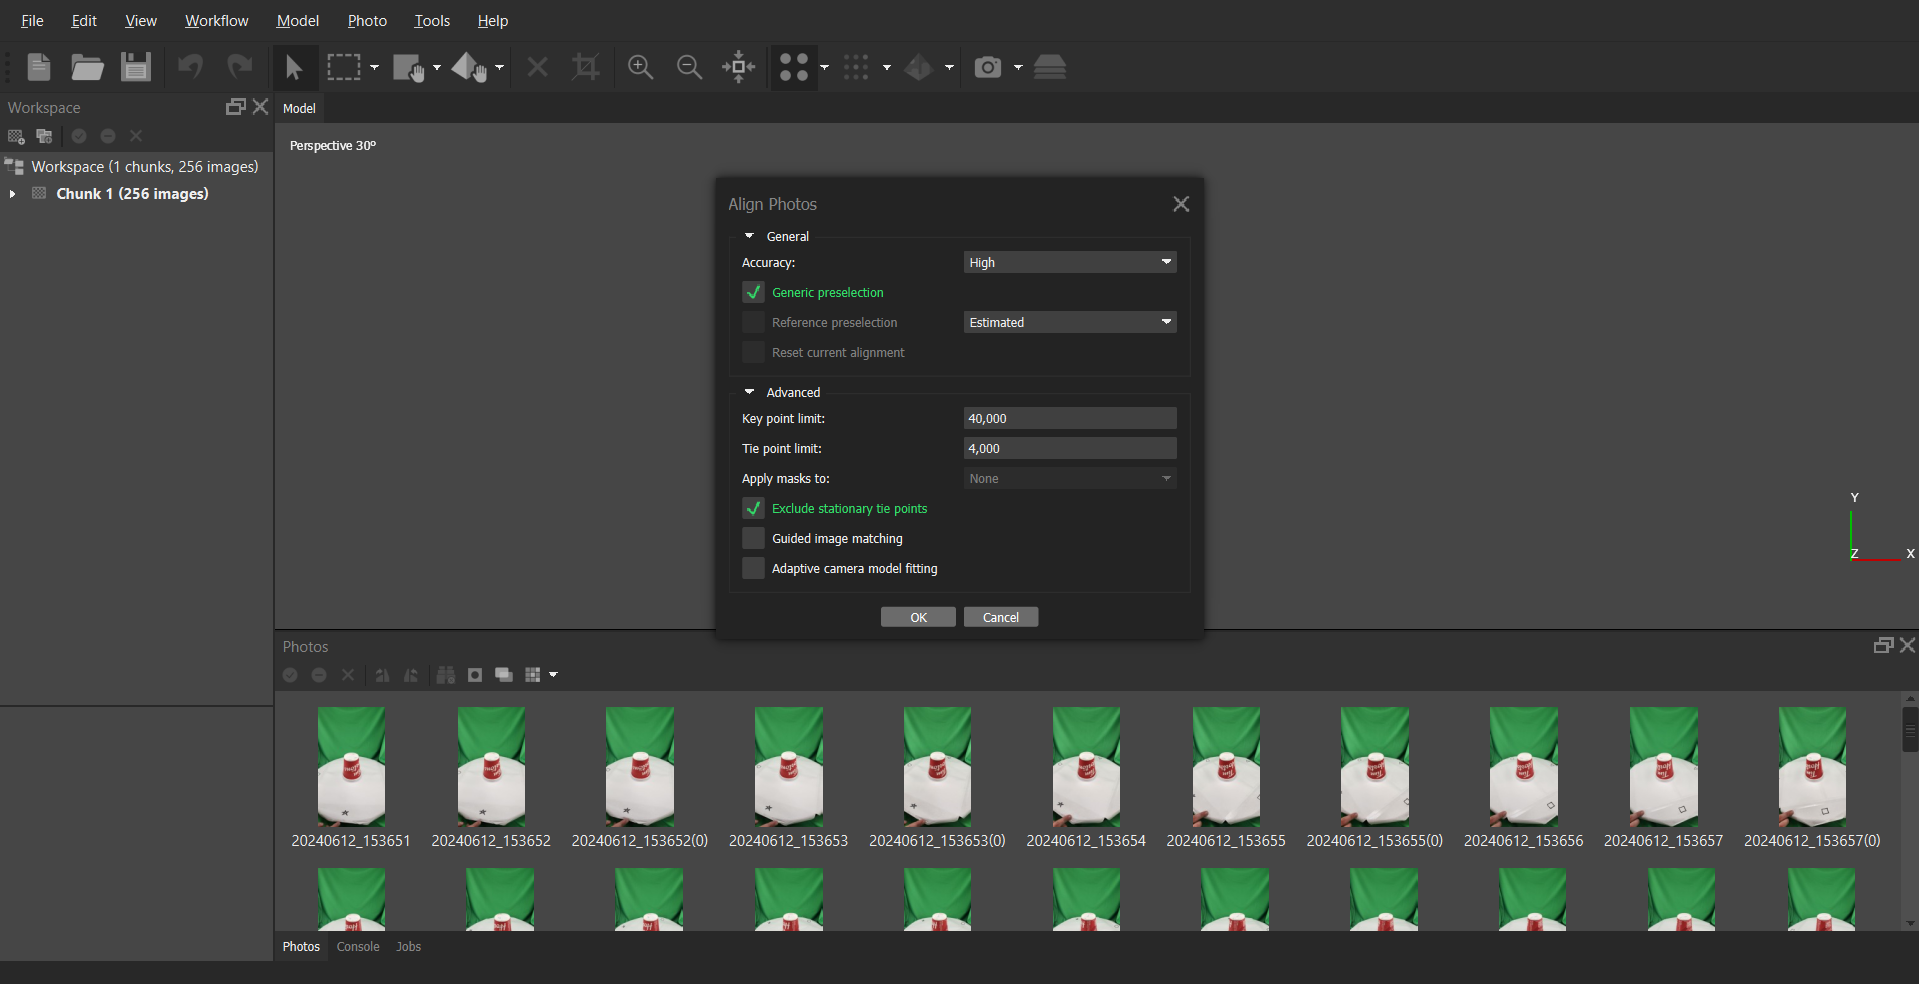 File Edit View Workflow Model Photo Tools Help
Workspace
Model
Workspace (1 chunks, 256 images)
Chunk 1 (256 images)
Perspective 30°
Align Photos
General
Accuracy: High
Generic preselection
Reference preselection Estimated
Reset current alignment
Advanced
Key point limit: 40,000
Tie point limit: 4,000
Apply masks to: None
Exclude stationary tie points
Guided image matching
Adaptive camera model fitting
OK Cancel
Y
Z X
Photos
20240612_153651 20240612_153652 20240612_153652(0) 20240612_153653 20240612_153653(0) 20240612_153654 20240612_153655 20240612_153655(0) 20240612_153656 20240612_153657 20240612_153657(0)
Photos Console Jobs